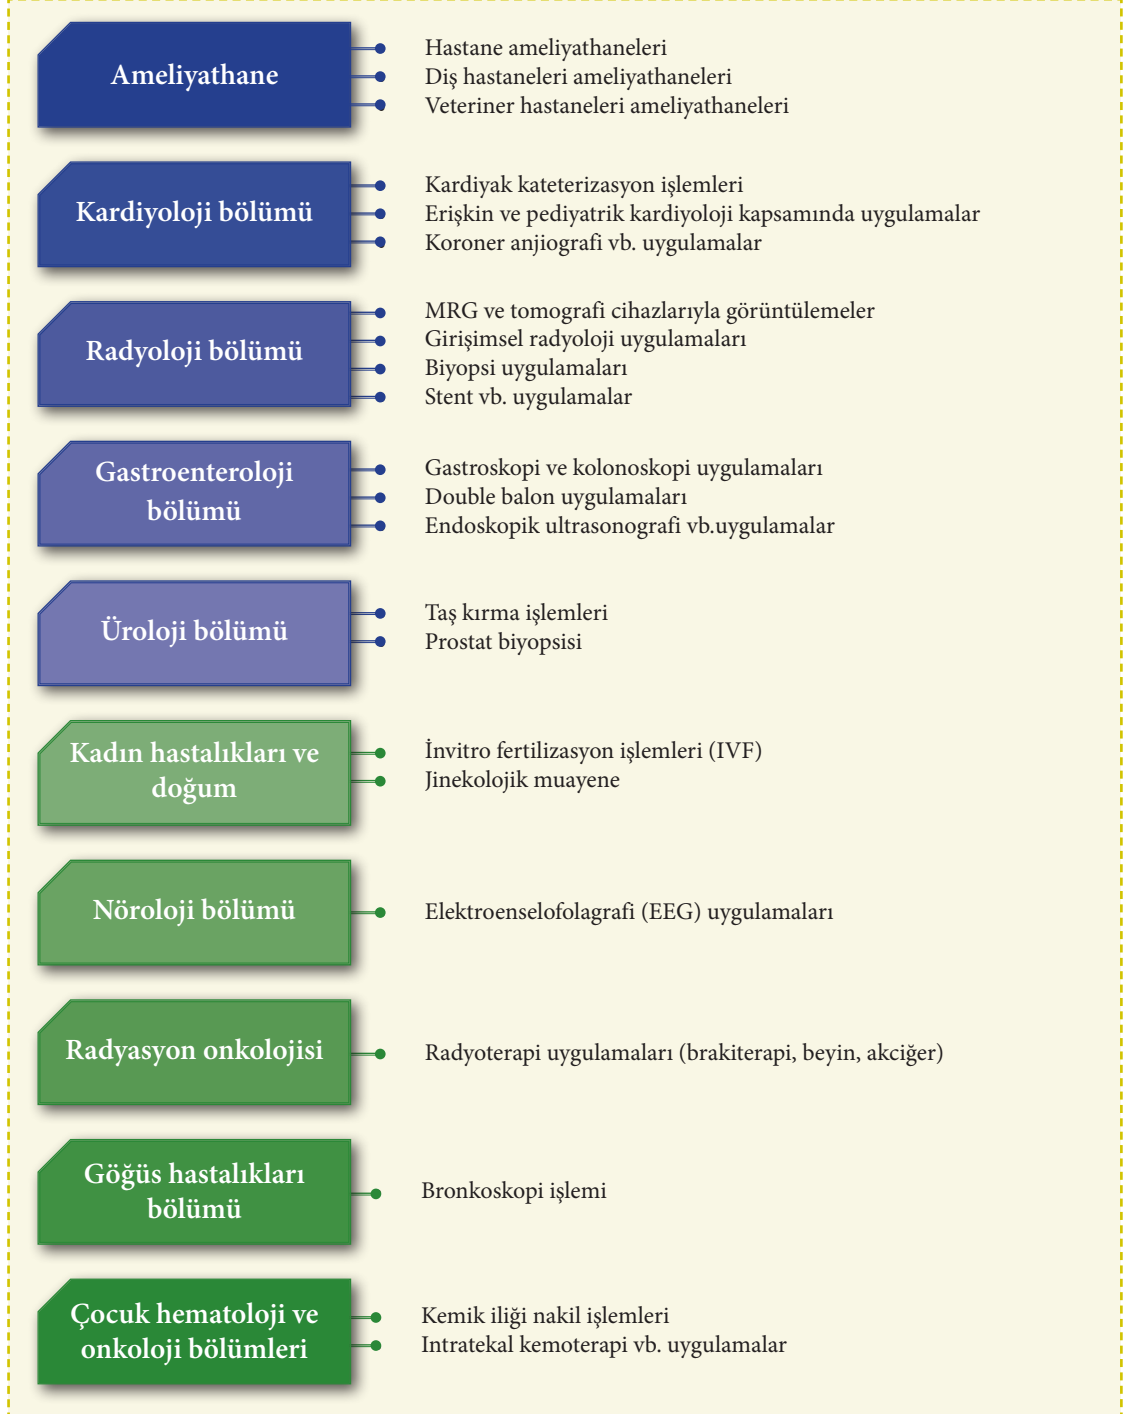 Ameliyathane
Hastane ameliyathaneleri
Diş hastaneleri ameliyathaneleri
Veteriner hastaneleri ameliyathaneleri
Kardiyoloji bölümü
Kardiyak kateterizasyon işlemleri
Erişkin ve pediyatrik kardiyoloji kapsamında uygulamalar
Koroner anjiografi vb. uygulamalar
Radyoloji bölümü
MRG ve tomografi cihazlarıyla görüntülemeler
Girişimsel radyoloji uygulamaları
Biyopsi uygulamaları
Stent vb. uygulamalar
Gastroenteroloji
bölümü
Gastroskopi ve kolonoskopi uygulamaları
Double balon uygulamaları
Endoskopik ultrasonografi vb.uygulamalar
Üroloji bölümü
Taş kırma işlemleri
Prostat biyopsisi
Kadın hastalıkları ve
doğum
İnvitro fertilizasyon işlemleri (IVF)
Jinekolojik muayene
Nöroloji bölümü
Elektroenselofolagrafi (EEG) uygulamaları
Radyasyon onkolojisi
Radyoterapi uygulamaları (brakiterapi, beyin, akciğer)
Göğüs hastalıkları
bölümü
Bronkoskopi işlemi
Çocuk hematoloji ve
onkoloji bölümleri
Kemik iliği nakil işlemleri
Intratekal kemoterapi vb. uygulamalar